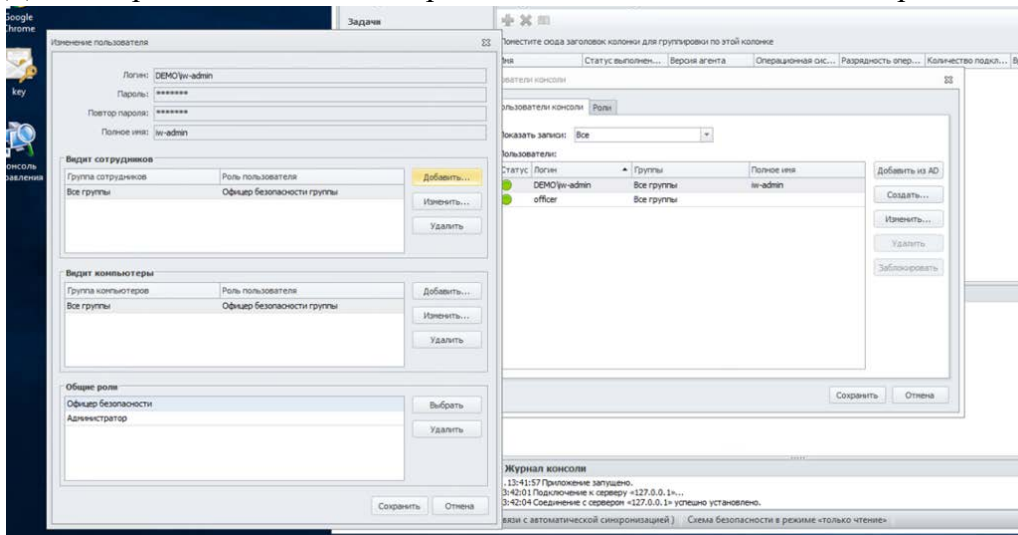 Google
Chrome
key
Задачи
Поместите сюда заголовок колонки для группировки по этой колонке
Статус выполнен... Версия агента Операционная сис... Разрядность опер... Количество подкл...
Изменение пользователя
Логин: DEMO\iw-admin
Пароль: *******
Повтор пароля: *******
Полное имя: iw-admin
Видит сотрудников
Группа сотрудников Роль пользователя
Все группы Офицер безопасности группы
Добавить...
Изменить...
Удалить
Видит компьютеры
Группа компьютеров Роль пользователя
Все группы Офицер безопасности группы
Добавить...
Изменить...
Удалить
Общие роли
Офицер безопасности
Администратор
Выбрать
Удалить
Сохранить Отмена
ователи консоли
ользователи консоли Роли
Показать записи: Все
Пользователи:
Статус Логин Группы Полное имя
DEMO\iw-admin Все группы iw-admin
officer Все группы
Добавить из AD
Создать...
Изменить...
Удалить
Заблокировать
Сохранить Отмена
Журнал консоли
.13:41:57 Приложение запущено.
3:42:01 Подключение к серверу «127.0.0.1»...
3:42:04 Соединение с сервером «127.0.0.1» успешно установлено.
вязи с автоматической синхронизацией ) Схема безопасности в режиме «только чтение»